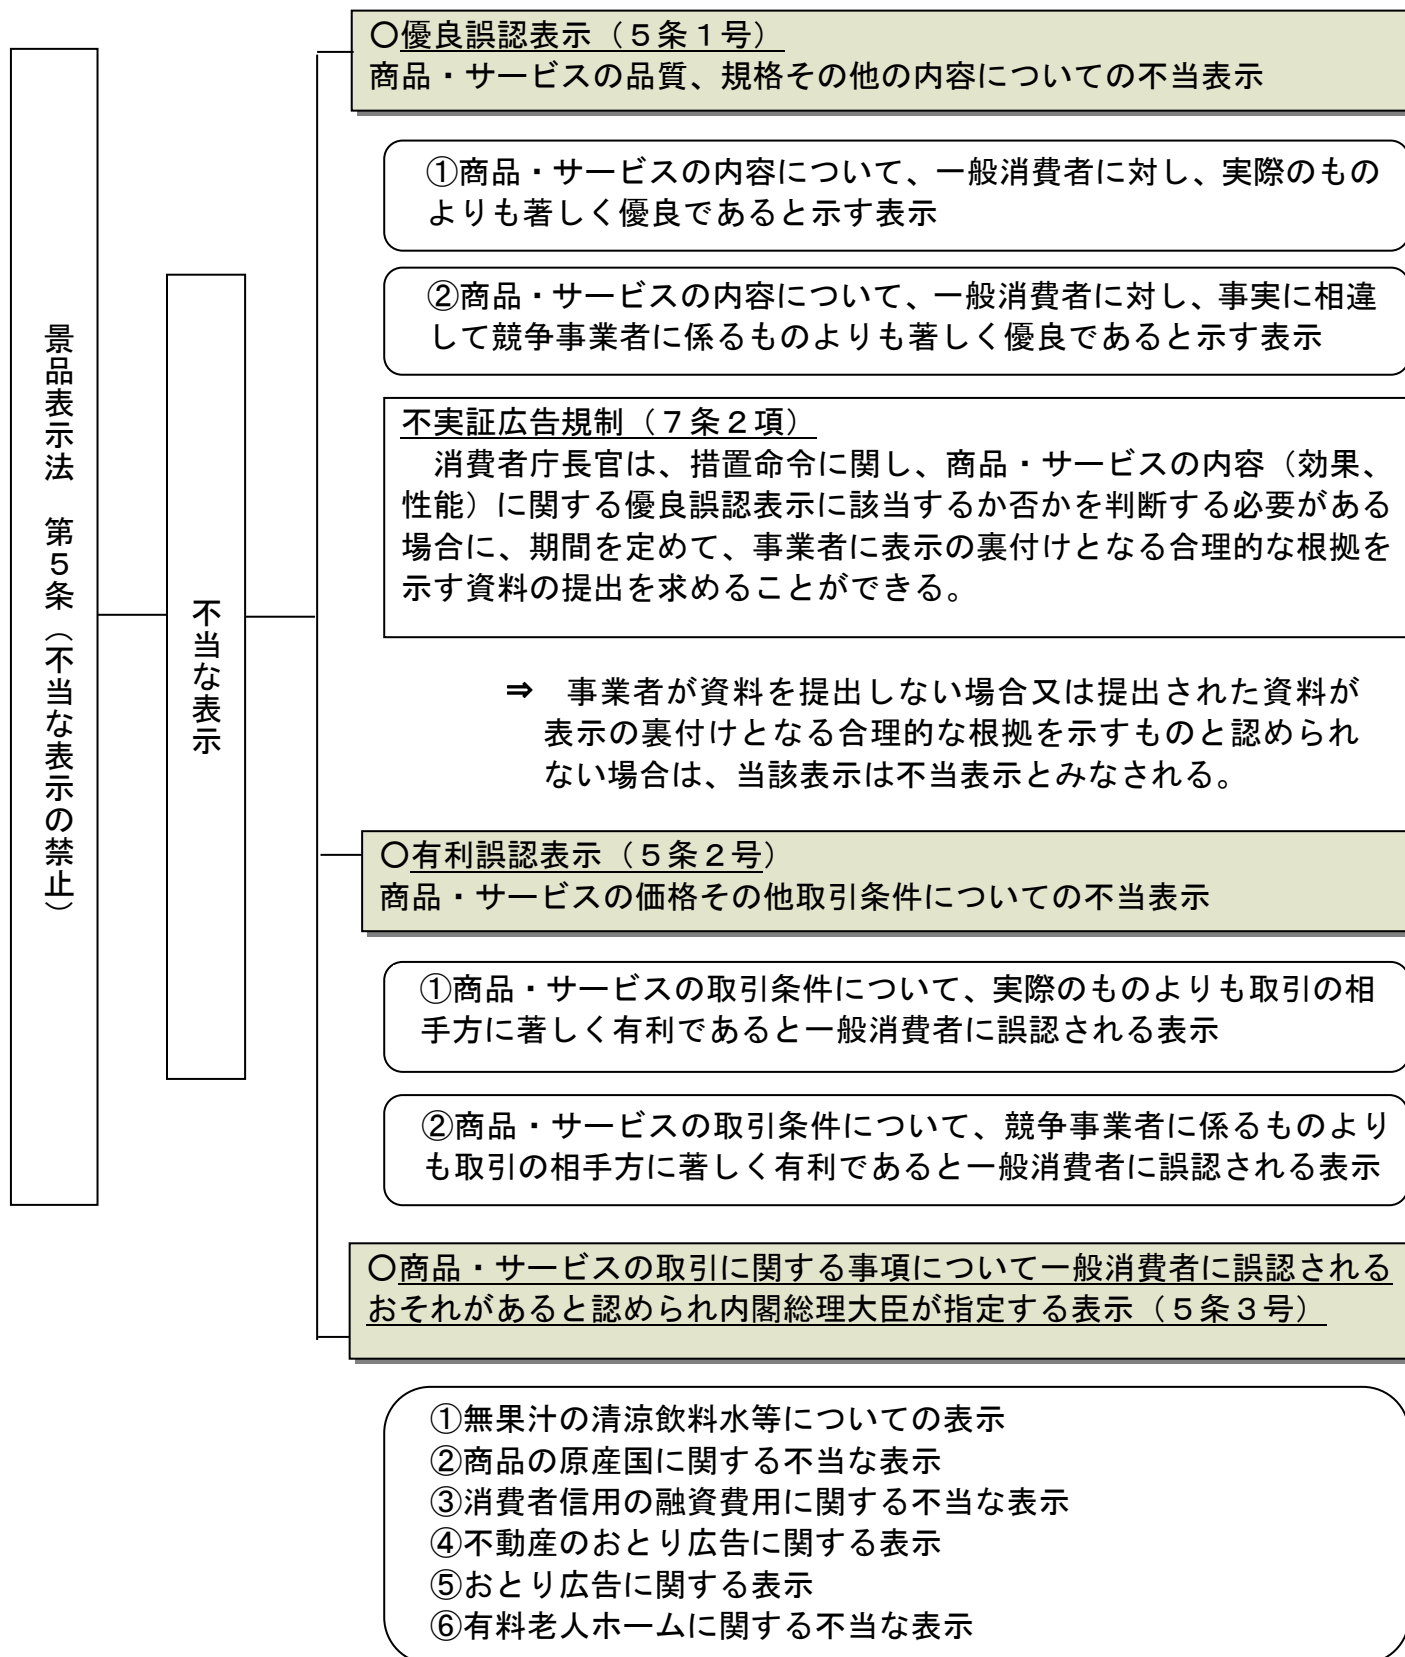 景品表示法　第５条（不当な表示の禁止）
不当な表示
○優良誤認表示（５条１号）
商品・サービスの品質、規格その他の内容についての不当表示
①商品・サービスの内容について、一般消費者に対し、実際のもの
よりも著しく優良であると示す表示
②商品・サービスの内容について、一般消費者に対し、事実に相違
して競争事業者に係るものよりも著しく優良であると示す表示
不実証広告規制（７条２項）
消費者庁長官は、措置命令に関し、商品・サービスの内容（効果、
性能）に関する優良誤認表示に該当するか否かを判断する必要がある
場合に、期間を定めて、事業者に表示の裏付けとなる合理的な根拠を
示す資料の提出を求めることができる。
⇒　事業者が資料を提出しない場合又は提出された資料が
表示の裏付けとなる合理的な根拠を示すものと認められ
ない場合は、当該表示は不当表示とみなされる。
○有利誤認表示（５条２号）
商品・サービスの価格その他取引条件についての不当表示
①商品・サービスの取引条件について、実際のものよりも取引の相
手方に著しく有利であると一般消費者に誤認される表示
②商品・サービスの取引条件について、競争事業者に係るものより
も取引の相手方に著しく有利であると一般消費者に誤認される表示
○商品・サービスの取引に関する事項について一般消費者に誤認される
おそれがあると認められ内閣総理大臣が指定する表示（５条３号）
①無果汁の清涼飲料水等についての表示
②商品の原産国に関する不当な表示
③消費者信用の融資費用に関する不当な表示
④不動産のおとり広告に関する表示
⑤おとり広告に関する表示
⑥有料老人ホームに関する不当な表示